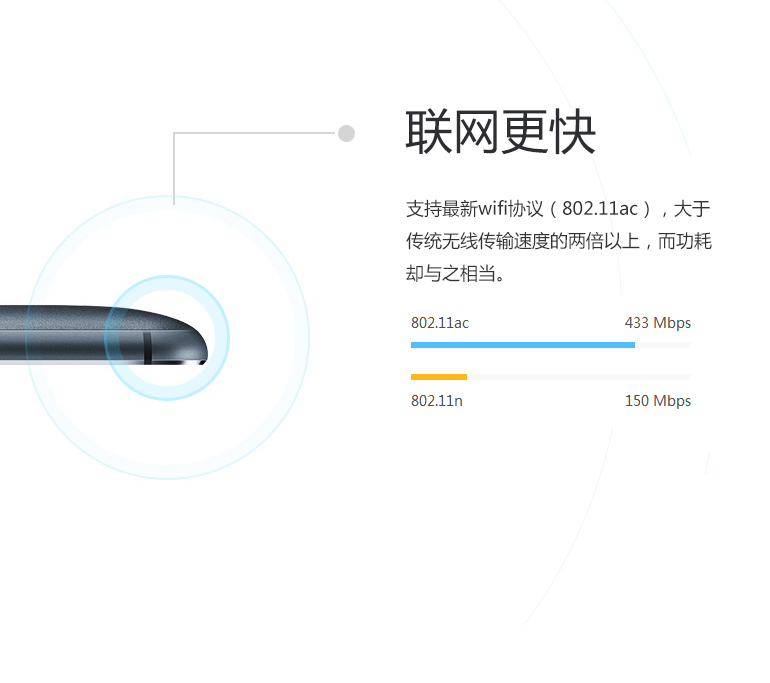 联网更快
支持最新wifi协议（802.11ac），大于
传统无线传输速度的两倍以上，而功耗
却与之相当。
802.11ac 433 Mbps
802.11n 150 Mbps